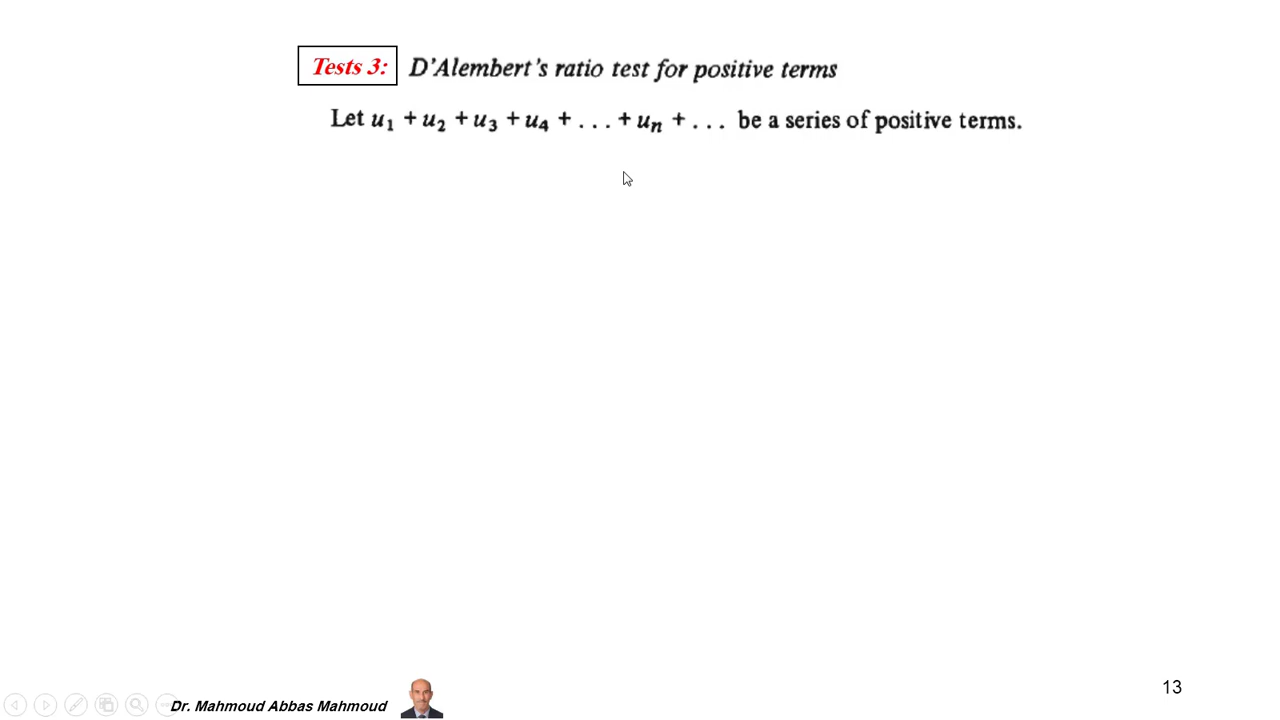 Tests 3: D'Alembert's ratio test for positive terms
Let u₁ + u₂ + u₃ + u₄ + . . . + uₙ + . . . be a series of positive terms.
Dr. Mahmoud Abbas Mahmoud
13